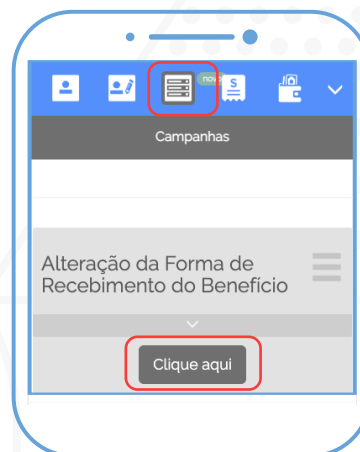 novo
$
Campanhas
Alteração da Forma de
Recebimento do Benefício
Clique aqui